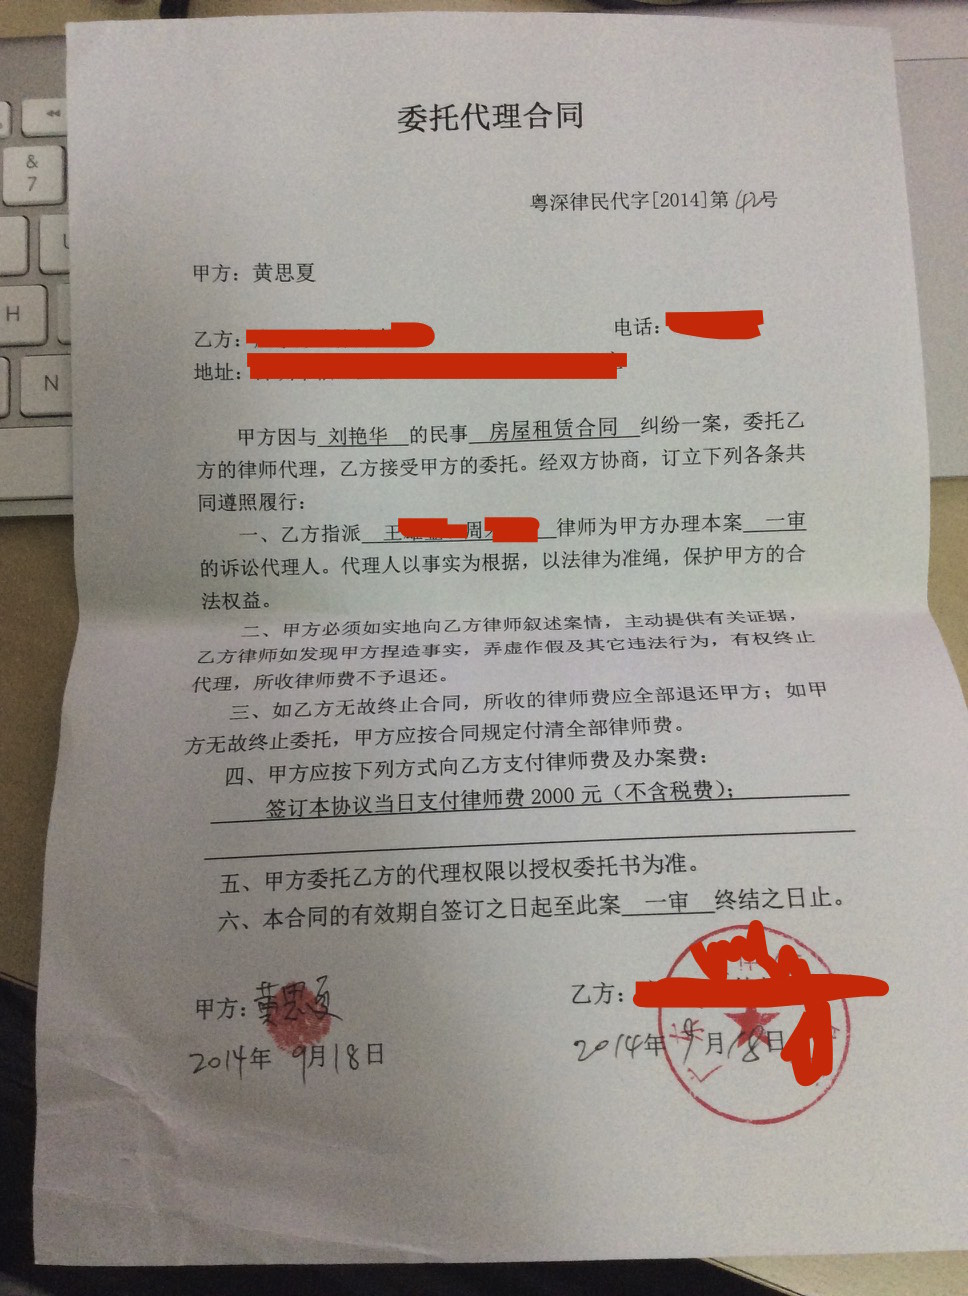 委托代理合同
粤深律民代字[2014]第42号
甲方：黄思夏
乙方：
电话：
地址：
甲方因与 刘艳华 的民事 房屋租赁合同 纠纷一案，委托乙
方的律师代理，乙方接受甲方的委托。经双方协商，订立下列各条共
同遵照履行：
一、乙方指派 王 周 律师为甲方办理本案 一审
的诉讼代理人。代理人以事实为根据，以法律为准绳，保护甲方的合
法权益。
二、甲方必须如实地向乙方律师叙述案情，主动提供有关证据，
乙方律师如发现甲方捏造事实，弄虚作假及其它违法行为，有权终止
代理，所收律师费不予退还。
三、如乙方无故终止合同，所收的律师费应全部退还甲方；如甲
方无故终止委托，甲方应按合同规定付清全部律师费。
四、甲方应按下列方式向乙方支付律师费及办案费：
签订本协议当日支付律师费 2000 元（不含税费）；
五、甲方委托乙方的代理权限以授权委托书为准。
六、本合同的有效期自签订之日起至此案 一审 终结之日止。
甲方：黄思夏
乙方：
2014年 9月18日
2014年 9月18日
&
7
U
H
N